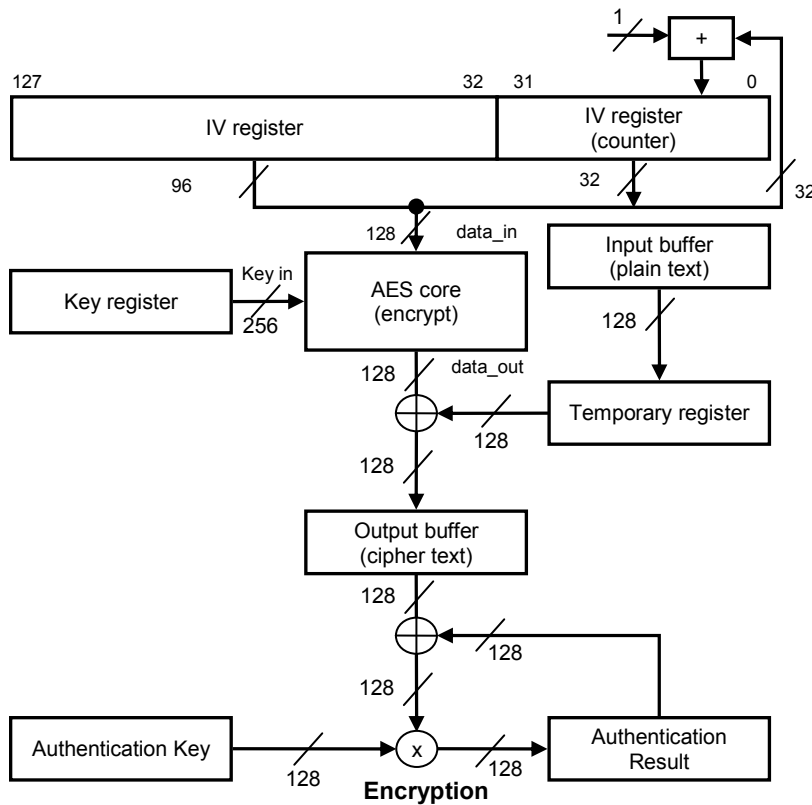 1
+
127
32
31
0
IV register
IV register
(counter)
96
32
32
128
data_in
Input buffer
(plain text)
Key register
Key in
256
AES core
(encrypt)
128
128
data_out
Temporary register
128
128
Output buffer
(cipher text)
128
128
128
Authentication Key
128
x
128
Authentication
Result
Encryption